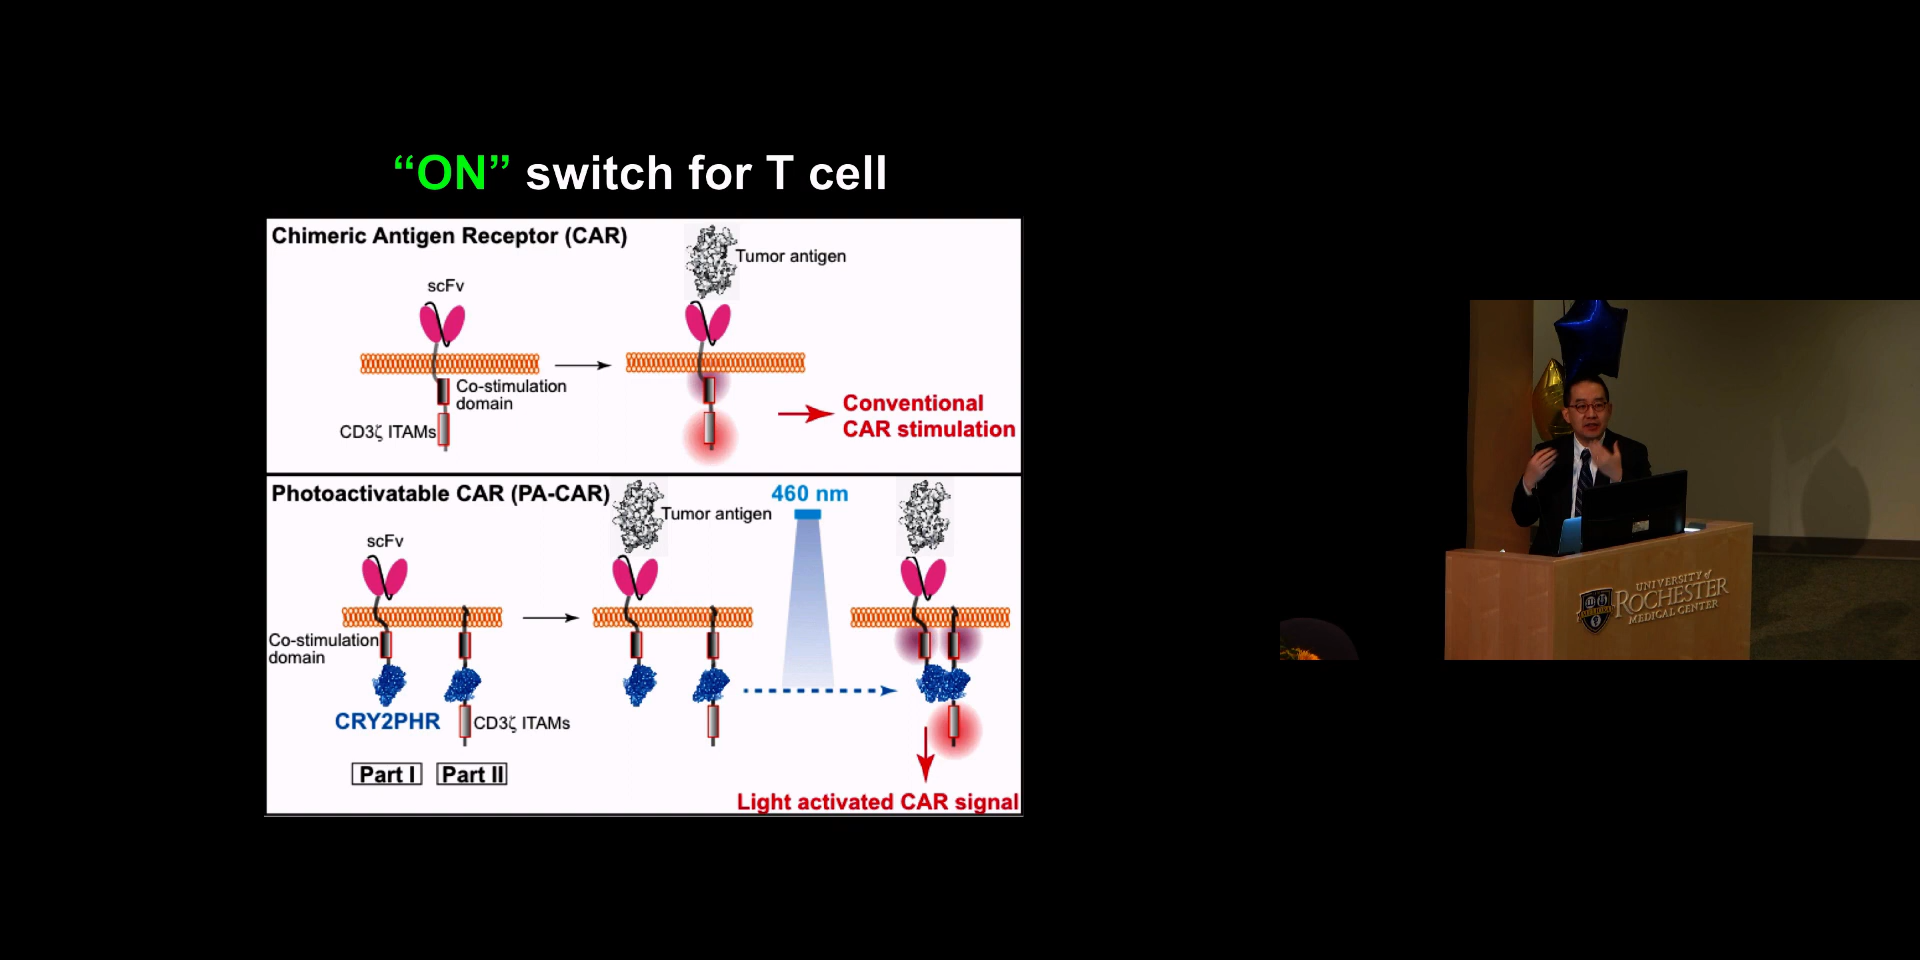 “ON” switch for T cell
Chimeric Antigen Receptor (CAR)
scFv
Tumor antigen
Co-stimulation
domain
CD3ζ ITAMs
Conventional
CAR stimulation
Photoactivatable CAR (PA-CAR)
Tumor antigen
460 nm
scFv
Co-stimulation
domain
CRY2PHR
CD3ζ ITAMs
Part I
Part II
Light activated CAR signal
UNIVERSITY of
ROCHESTER
MEDICAL CENTER